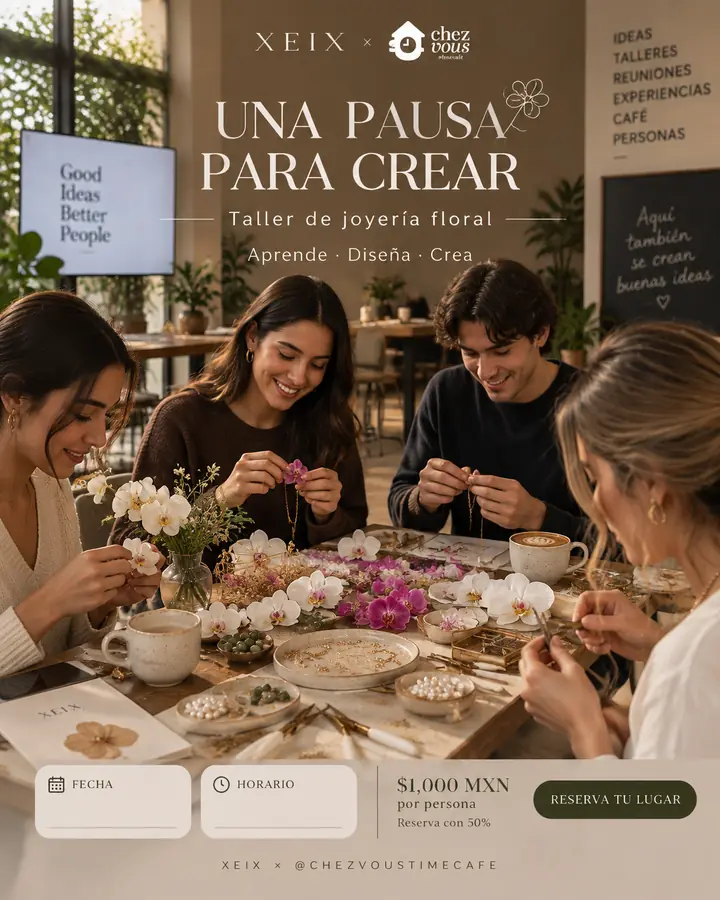 XEIX × chez vous
UNA PAUSA
PARA CREAR
Taller de joyería floral
Aprende · Diseña · Crea
Good
Ideas
Better
People
IDEAS
TALLERES
REUNIONES
EXPERIENCIAS
CAFÉ
PERSONAS
Aquí
también
se crean
buenas ideas
XEIX
FECHA
HORARIO
$1,000 MXN
por persona
Reserva con 50%
RESERVA TU LUGAR
XEIX × @CHEZVOUSTIMECAFE